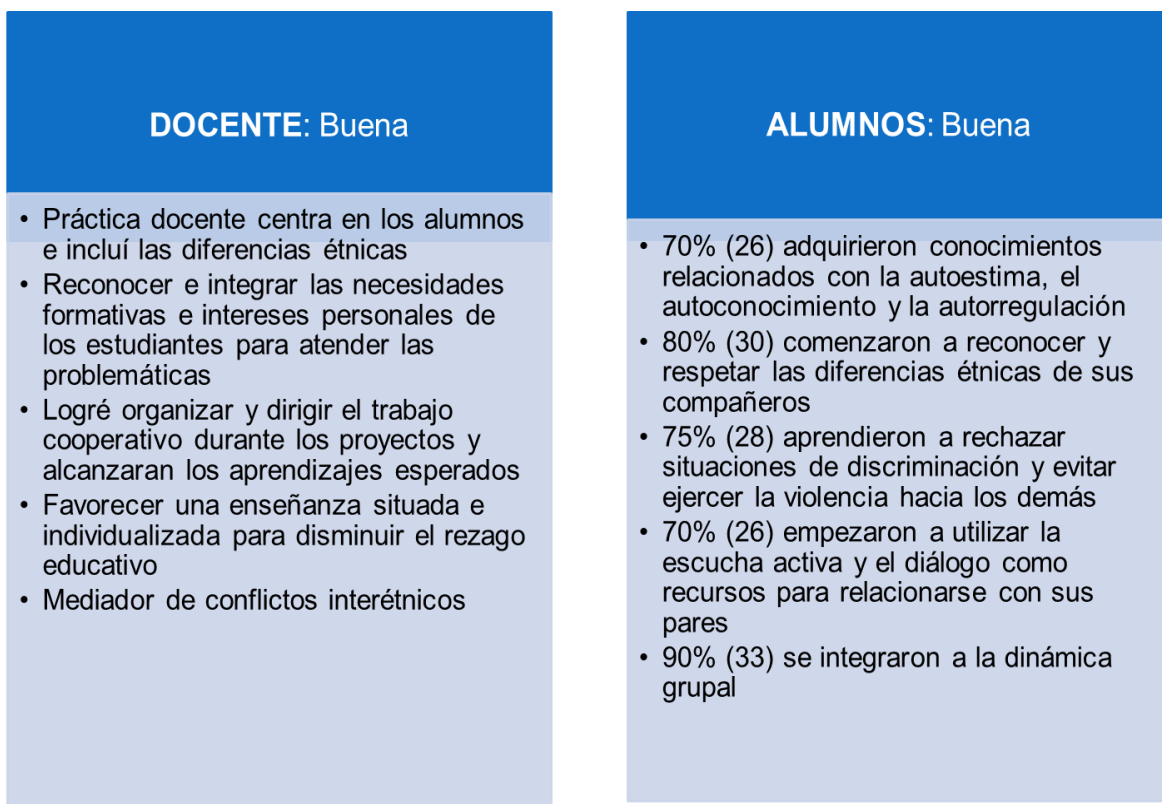 DOCENTE: Buena
• Práctica docente centra en los alumnos
e incluí las diferencias étnicas
• Reconocer e integrar las necesidades
formativas e intereses personales de
los estudiantes para atender las
problemáticas
• Logré organizar y dirigir el trabajo
cooperativo durante los proyectos y
alcanzaran los aprendizajes esperados
• Favorecer una enseñanza situada e
individualizada para disminuir el rezago
educativo
• Mediador de conflictos interétnicos
ALUMNOS: Buena
• 70% (26) adquirieron conocimientos
relacionados con la autoestima, el
autoconocimiento y la autorregulación
• 80% (30) comenzaron a reconocer y
respetar las diferencias étnicas de sus
compañeros
• 75% (28) aprendieron a rechazar
situaciones de discriminación y evitar
ejercer la violencia hacia los demás
• 70% (26) empezaron a utilizar la
escucha activa y el diálogo como
recursos para relacionarse con sus
pares
• 90% (33) se integraron a la dinámica
grupal